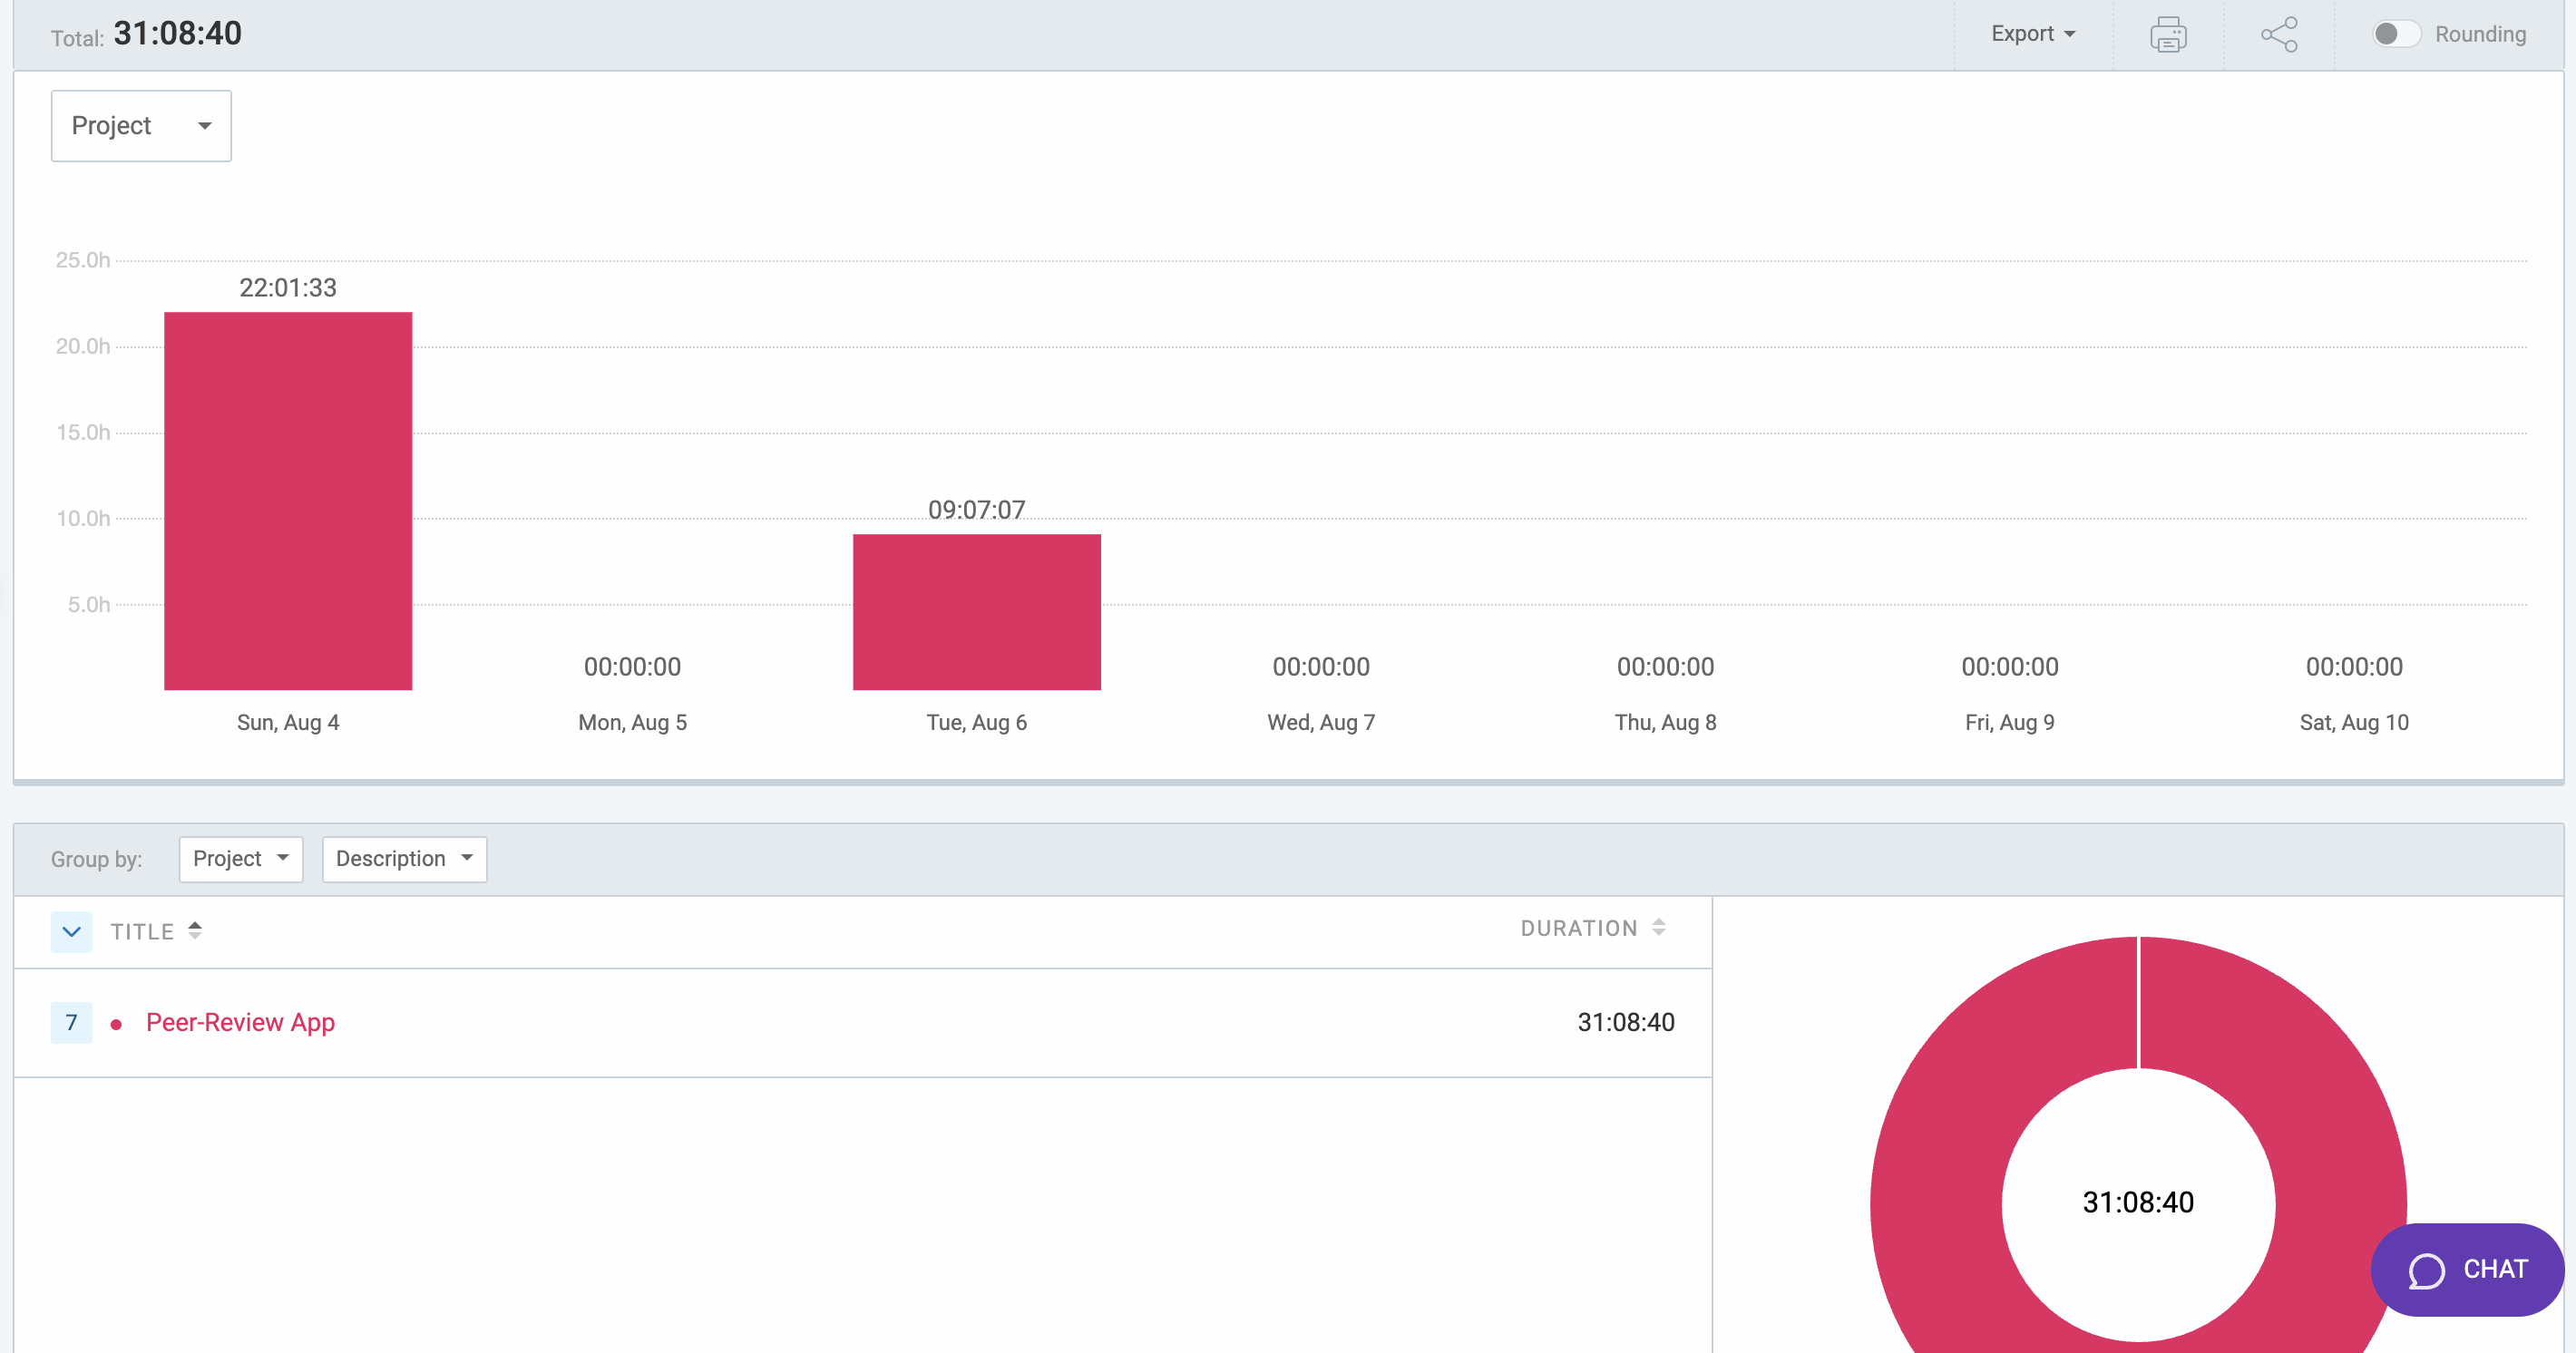 Total: 31:08:40
Export
Rounding
Project
25.0h
22:01:33
20.0h
15.0h
10.0h
09:07:07
5.0h
00:00:00
00:00:00
00:00:00
00:00:00
00:00:00
Sun, Aug 4
Mon, Aug 5
Tue, Aug 6
Wed, Aug 7
Thu, Aug 8
Fri, Aug 9
Sat, Aug 10
Group by: Project Description
TITLE
DURATION
7 Peer-Review App
31:08:40
31:08:40
CHAT